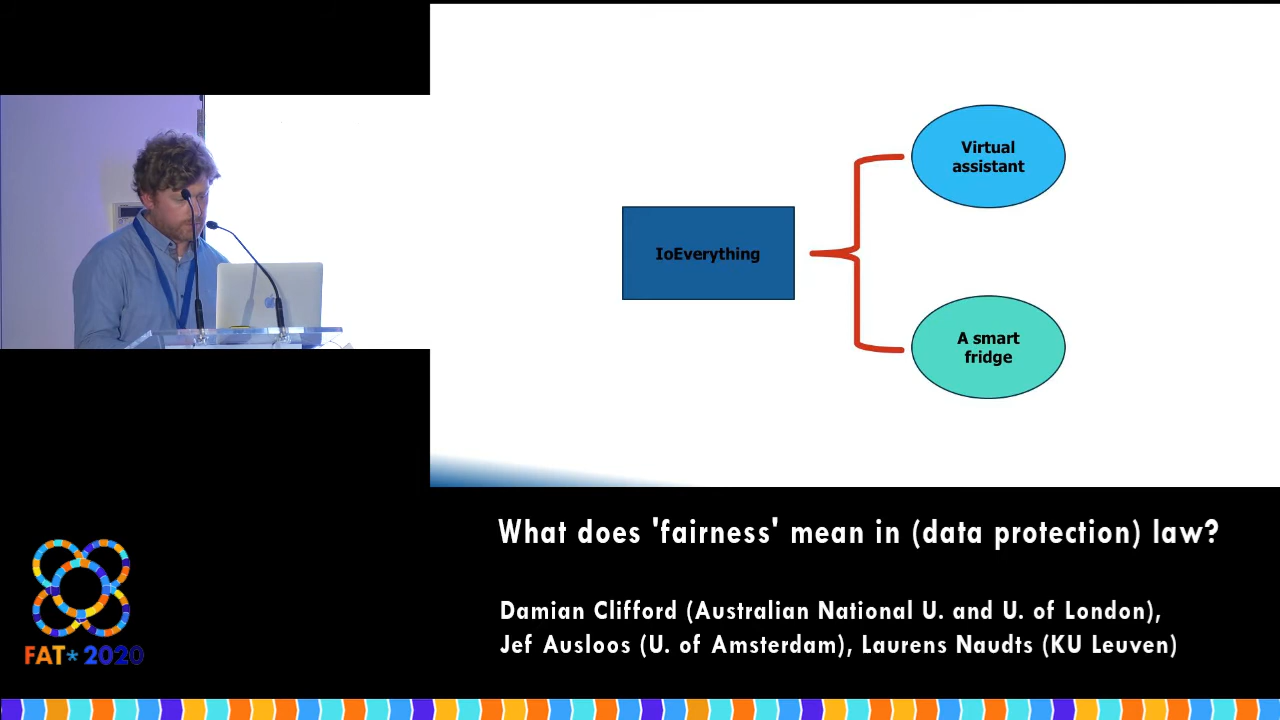 Virtual
assistant
IoEverything
A smart
fridge
What does 'fairness' mean in (data protection) law?
Damian Clifford (Australian National U. and U. of London),
Jef Ausloos (U. of Amsterdam), Laurens Naudts (KU Leuven)
FAT* 2020